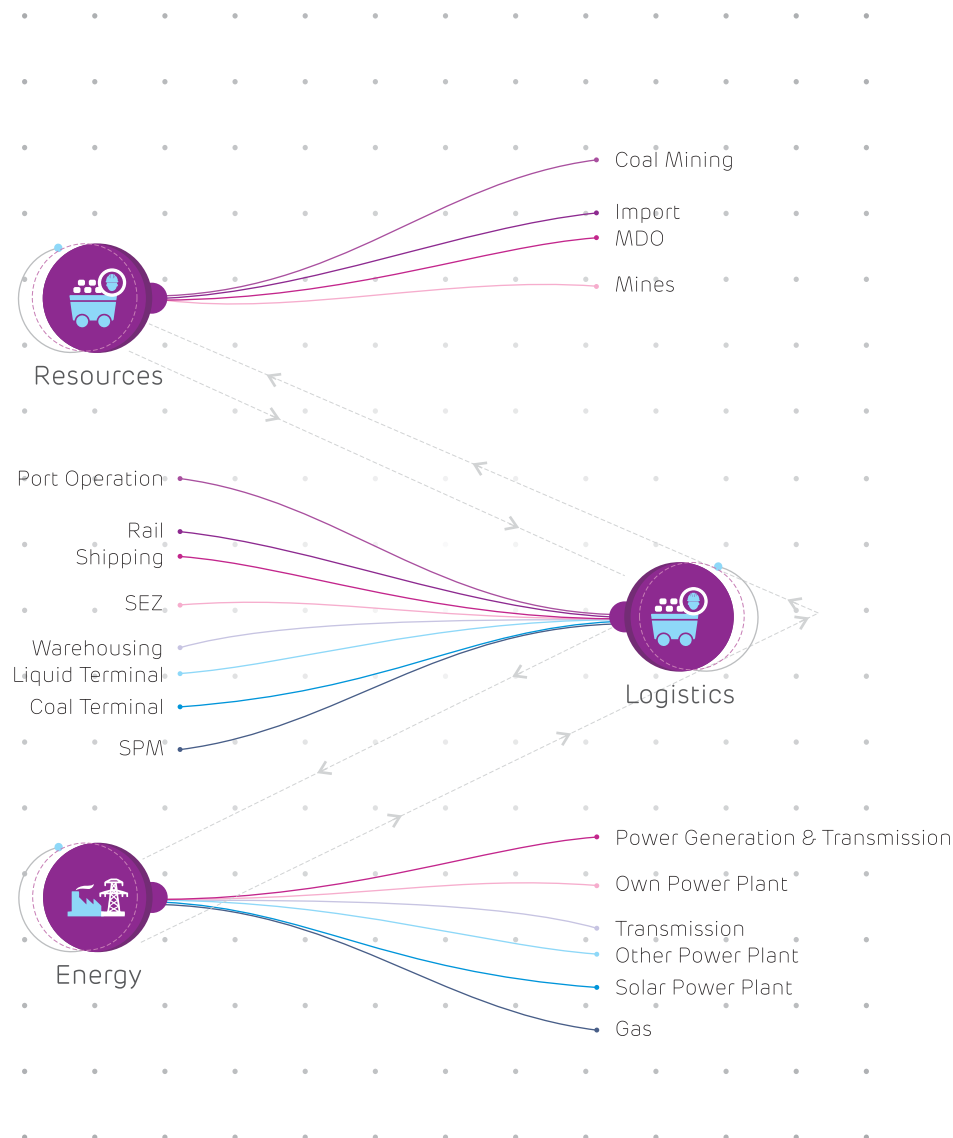 Coal Mining
Import
MDO
Mines
Resources
Port Operation
Rail
Shipping
SEZ
Warehousing
Liquid Terminal
Coal Terminal
SPM
Logistics
Power Generation & Transmission
Own Power Plant
Transmission
Other Power Plant
Solar Power Plant
Gas
Energy